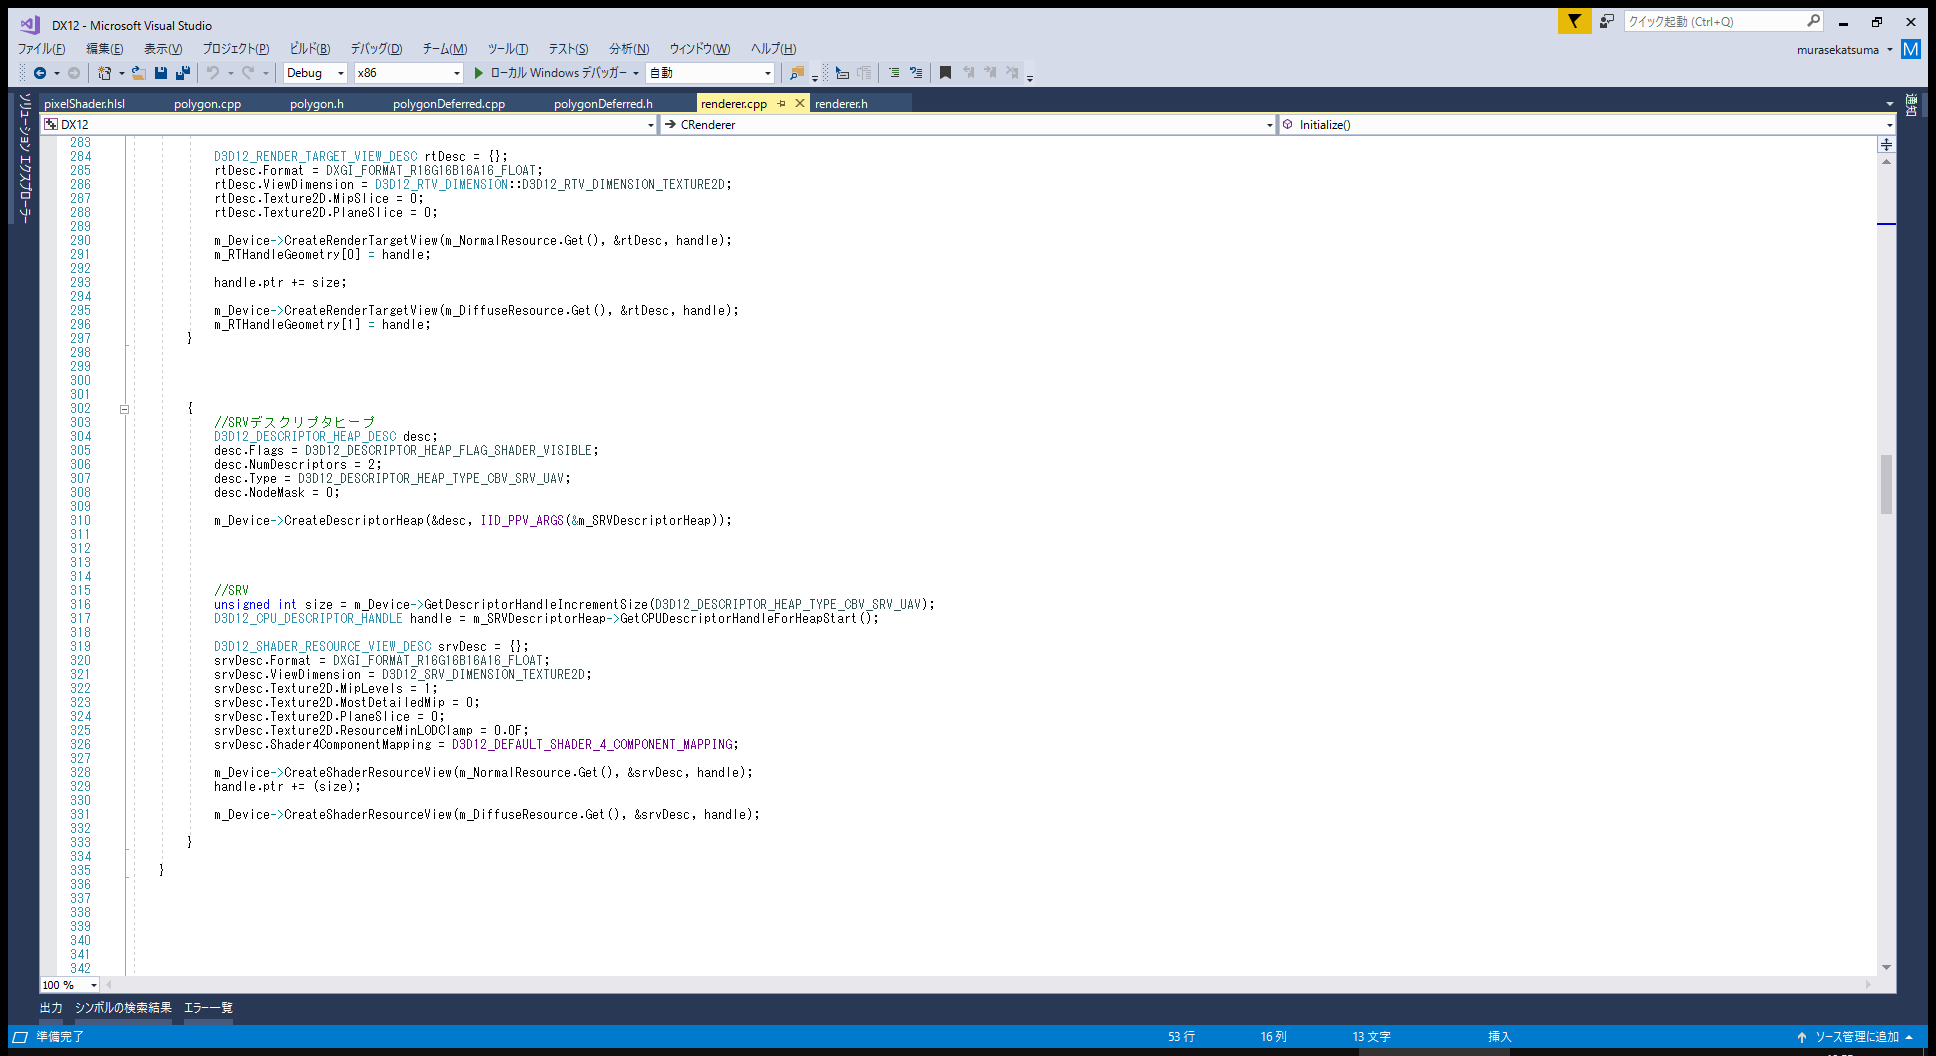 DX12 - Microsoft Visual Studio
クイック起動 (Ctrl+Q)
ファイル(F) 編集(E) 表示(V) プロジェクト(P) ビルド(B) デバッグ(D) チーム(M) ツール(T) テスト(S) 分析(N) ウィンドウ(W) ヘルプ(H)
murasekatsuma M
Debug x86 ローカル Windows デバッガー 自動
ソリューション エクスプローラー
通知
pixelShader.hlsl polygon.cpp polygon.h polygonDeferred.cpp polygonDeferred.h renderer.cpp renderer.h
DX12 CRenderer Initialize()
283
284 D3D12_RENDER_TARGET_VIEW_DESC rtDesc = {};
285 rtDesc.Format = DXGI_FORMAT_R16G16B16A16_FLOAT;
286 rtDesc.ViewDimension = D3D12_RTV_DIMENSION::D3D12_RTV_DIMENSION_TEXTURE2D;
287 rtDesc.Texture2D.MipSlice = 0;
288 rtDesc.Texture2D.PlaneSlice = 0;
289
290 m_Device->CreateRenderTargetView(m_NormalResource.Get(), &rtDesc, handle);
291 m_RTHandleGeometry[0] = handle;
292
293 handle.ptr += size;
294
295 m_Device->CreateRenderTargetView(m_DiffuseResource.Get(), &rtDesc, handle);
296 m_RTHandleGeometry[1] = handle;
297 }
298
299
300
301
302 {
303 //SRVデスクリプタヒープ
304 D3D12_DESCRIPTOR_HEAP_DESC desc;
305 desc.Flags = D3D12_DESCRIPTOR_HEAP_FLAG_SHADER_VISIBLE;
306 desc.NumDescriptors = 2;
307 desc.Type = D3D12_DESCRIPTOR_HEAP_TYPE_CBV_SRV_UAV;
308 desc.NodeMask = 0;
309
310 m_Device->CreateDescriptorHeap(&desc, IID_PPV_ARGS(&m_SRVDescriptorHeap));
311
312
313
314
315 //SRV
316 unsigned int size = m_Device->GetDescriptorHandleIncrementSize(D3D12_DESCRIPTOR_HEAP_TYPE_CBV_SRV_UAV);
317 D3D12_CPU_DESCRIPTOR_HANDLE handle = m_SRVDescriptorHeap->GetCPUDescriptorHandleForHeapStart();
318
319 D3D12_SHADER_RESOURCE_VIEW_DESC srvDesc = {};
320 srvDesc.Format = DXGI_FORMAT_R16G16B16A16_FLOAT;
321 srvDesc.ViewDimension = D3D12_SRV_DIMENSION_TEXTURE2D;
322 srvDesc.Texture2D.MipLevels = 1;
323 srvDesc.Texture2D.MostDetailedMip = 0;
324 srvDesc.Texture2D.PlaneSlice = 0;
325 srvDesc.Texture2D.ResourceMinLODClamp = 0.0F;
326 srvDesc.Shader4ComponentMapping = D3D12_DEFAULT_SHADER_4_COMPONENT_MAPPING;
327
328 m_Device->CreateShaderResourceView(m_NormalResource.Get(), &srvDesc, handle);
329 handle.ptr += (size);
330
331 m_Device->CreateShaderResourceView(m_DiffuseResource.Get(), &srvDesc, handle);
332
333 }
334
335 }
336
337
338
339
340
341
342
100 %
出力 シンボルの検索結果 エラー一覧
準備完了 53 行 16 列 13 文字 挿入 ソース管理に追加